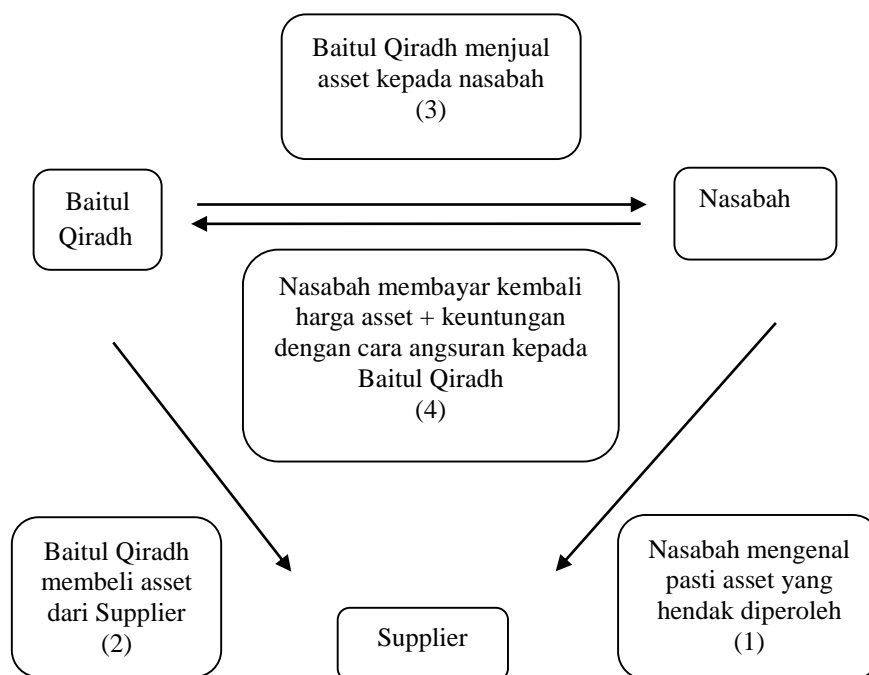 Baitul Qiradh menjual
asset kepada nasabah
(3)
Baitul
Qiradh
Nasabah
Nasabah membayar kembali
harga asset + keuntungan
dengan cara angsuran kepada
Baitul Qiradh
(4)
Baitul Qiradh
membeli asset
dari Supplier
(2)
Supplier
Nasabah mengenal
pasti asset yang
hendak diperoleh
(1)